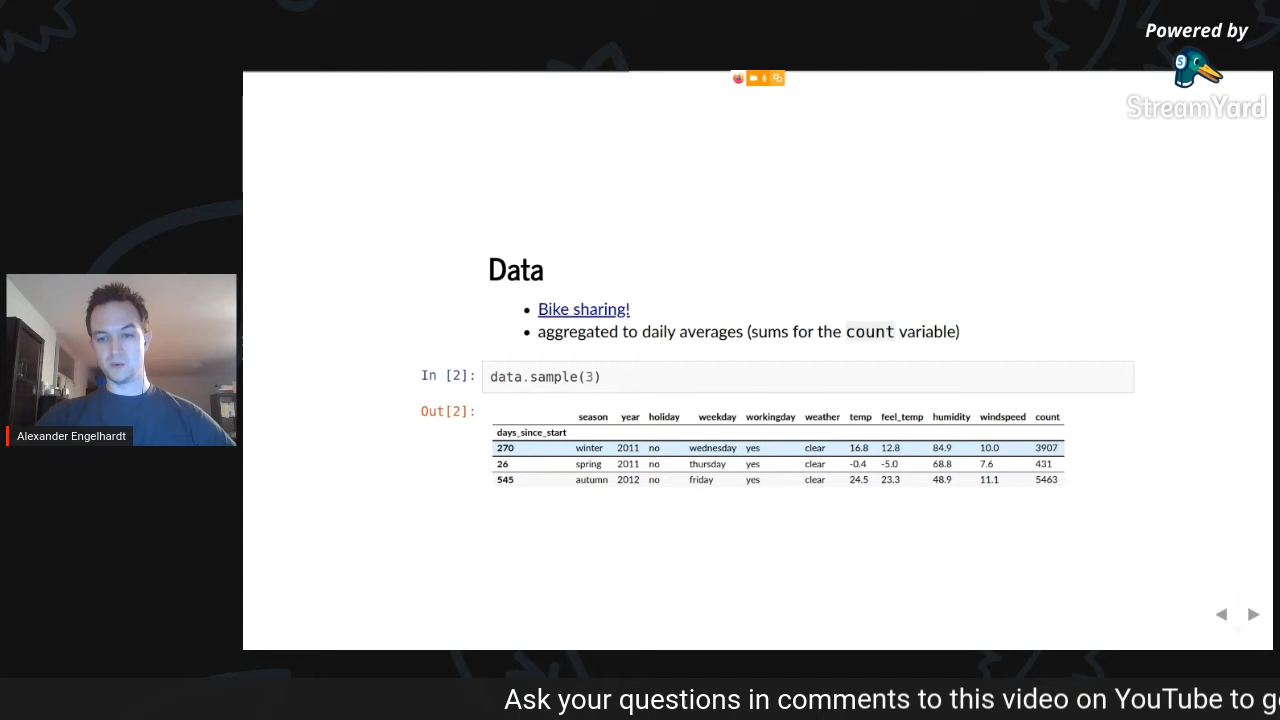 Powered by
StreamYard
Data
Bike sharing!
aggregated to daily averages (sums for the count variable)
In [2]: data.sample(3)
Out[2]:
season year holiday weekday workingday weather temp feel_temp humidity windspeed count
days_since_start
270 winter 2011 no wednesday yes clear 16.8 12.8 84.9 10.0 3907
26 spring 2011 no thursday yes clear -0.4 -5.0 68.8 7.6 431
545 autumn 2012 no friday yes clear 24.5 23.3 48.9 11.1 5463
Alexander Engelhardt
Ask your questions in comments to this video on YouTube to g